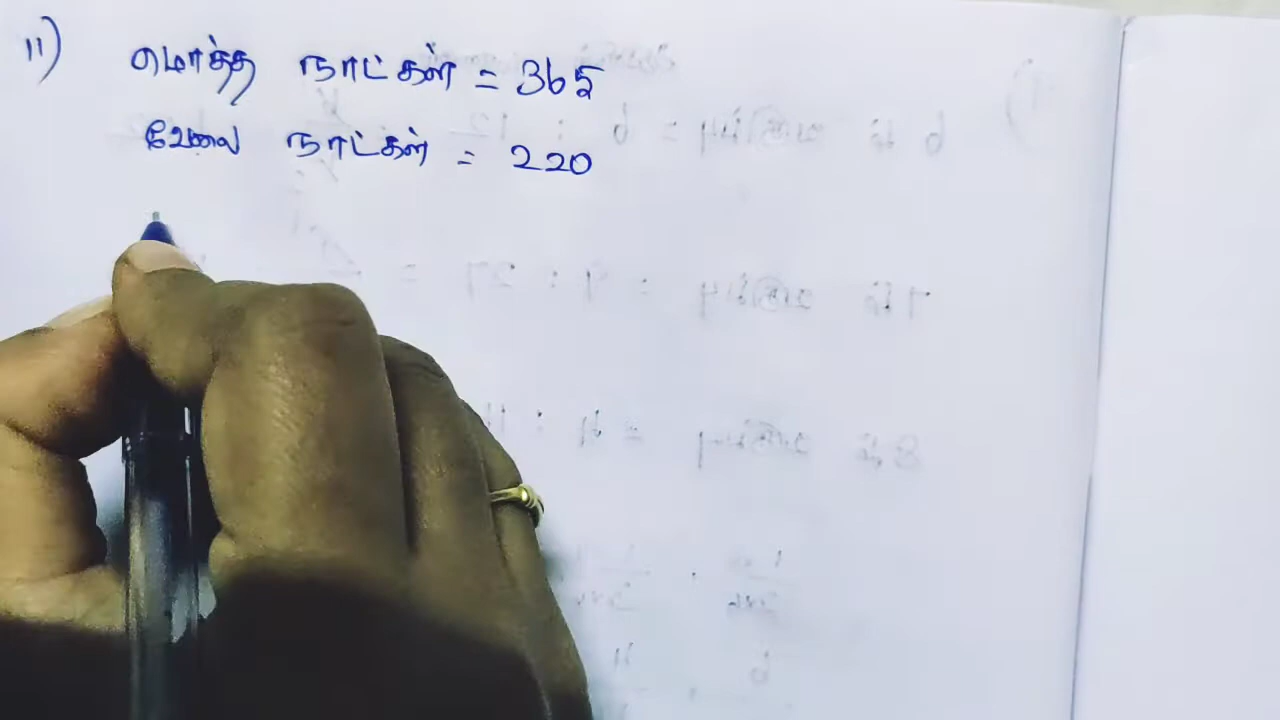 11) மொத்த நாட்கள் = 365
வேலை நாட்கள் = 220